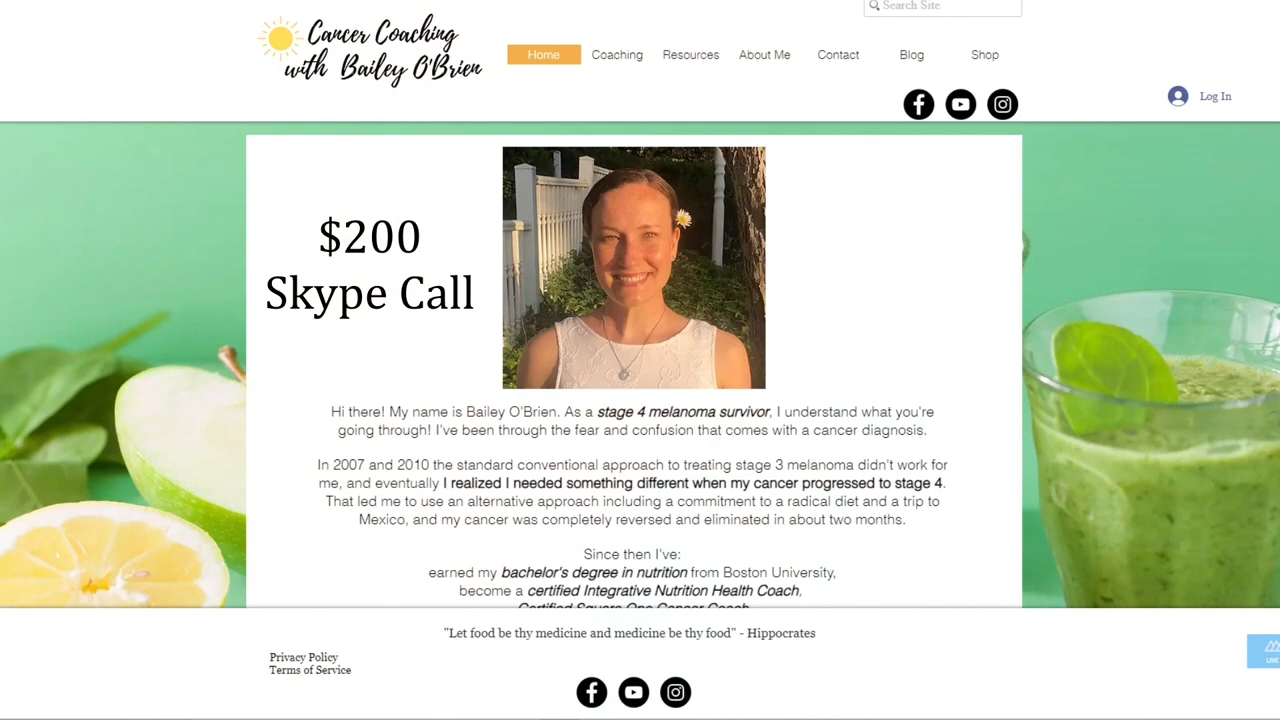 Search Site
Cancer Coaching
with Bailey O'Brien
Home Coaching Resources About Me Contact Blog Shop
Log In
$200
Skype Call
Hi there! My name is Bailey O'Brien. As a stage 4 melanoma survivor, I understand what you're
going through! I've been through the fear and confusion that comes with a cancer diagnosis.
In 2007 and 2010 the standard conventional approach to treating stage 3 melanoma didn't work for
me, and eventually I realized I needed something different when my cancer progressed to stage 4.
That led me to use an alternative approach including a commitment to a radical diet and a trip to
Mexico, and my cancer was completely reversed and eliminated in about two months.
Since then I've:
earned my bachelor's degree in nutrition from Boston University,
become a certified Integrative Nutrition Health Coach,
Certified Square One Cancer Coach
"Let food be thy medicine and medicine be thy food" - Hippocrates
Privacy Policy
Terms of Service
LIVE